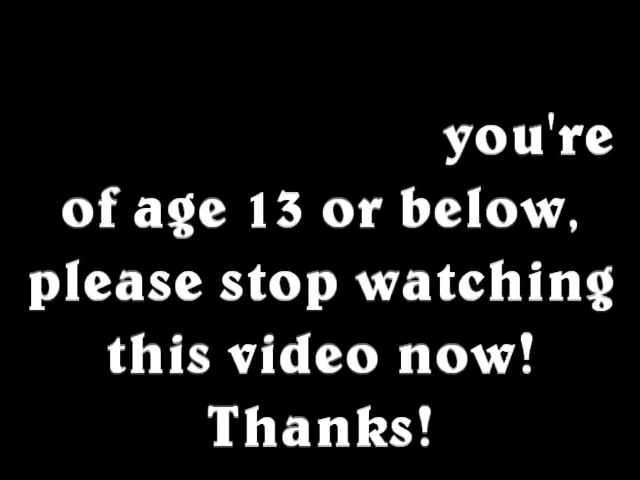 you're
of age 13 or below,
please stop watching
this video now!
Thanks!